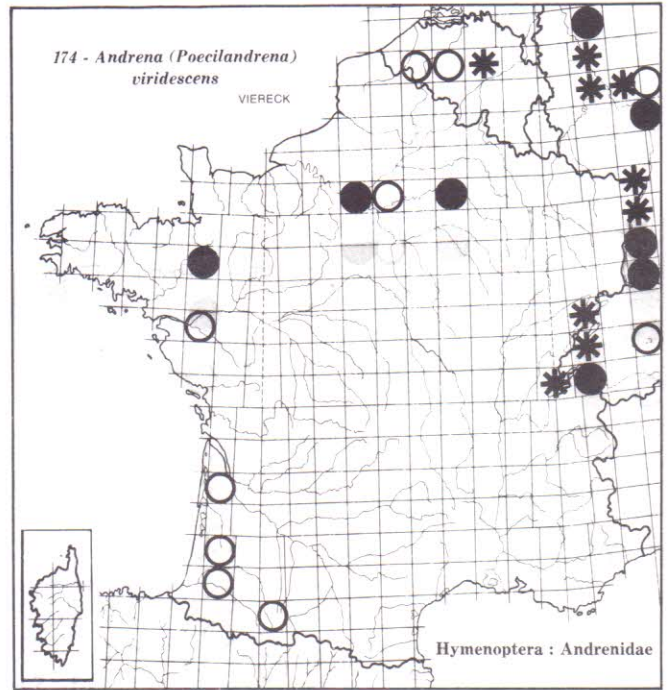 174 - Andrena (Poecilandrena)
viridescens
VIERECK
Hymenoptera : Andrenidae